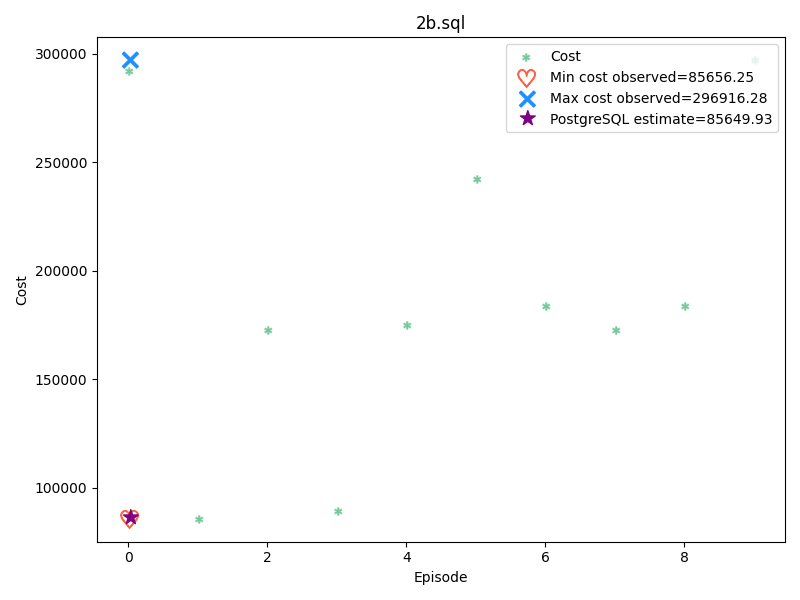 2b.sql
Cost
Min cost observed=85656.25
Max cost observed=296916.28
PostgreSQL estimate=85649.93
300000
250000
200000
150000
100000
Cost
0 2 4 6 8
Episode